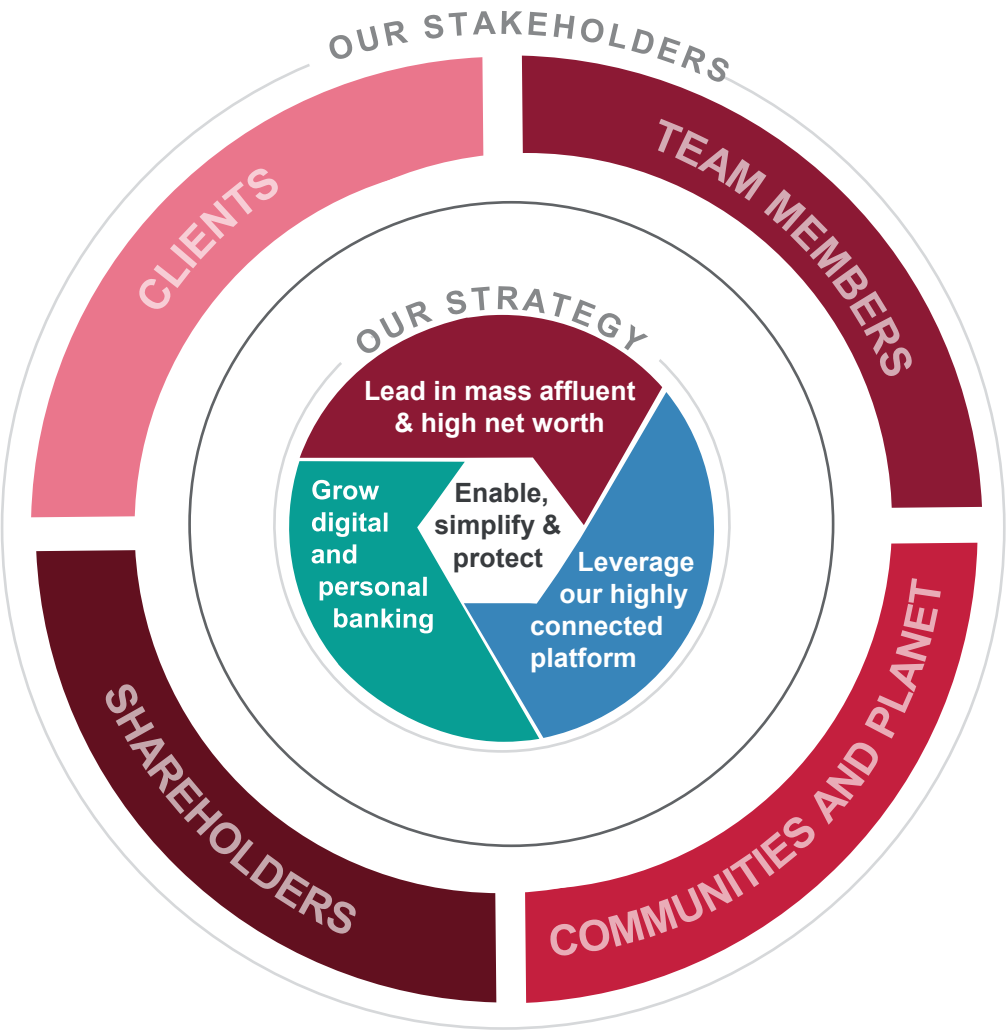 OUR STAKEHOLDERS
CLIENTS
TEAM MEMBERS
OUR STRATEGY
Lead in mass affluent
& high net worth
Grow
digital
and
personal
banking
Enable,
simplify &
protect
Leverage
our highly
connected
platform
SHAREHOLDERS
COMMUNITIES AND PLANET